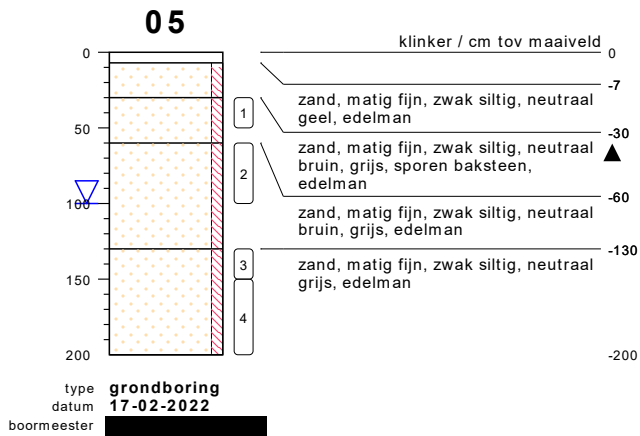 05
klinker / cm tov maaiveld
0
0
-7
zand, matig fijn, zwak siltig, neutraal
geel, edelman
1
-30
50
zand, matig fijn, zwak siltig, neutraal
bruin, grijs, sporen baksteen,
edelman
2
-60
100
zand, matig fijn, zwak siltig, neutraal
bruin, grijs, edelman
-130
3
zand, matig fijn, zwak siltig, neutraal
grijs, edelman
150
4
200
-200
type grondboring
datum 17-02-2022
boormeester